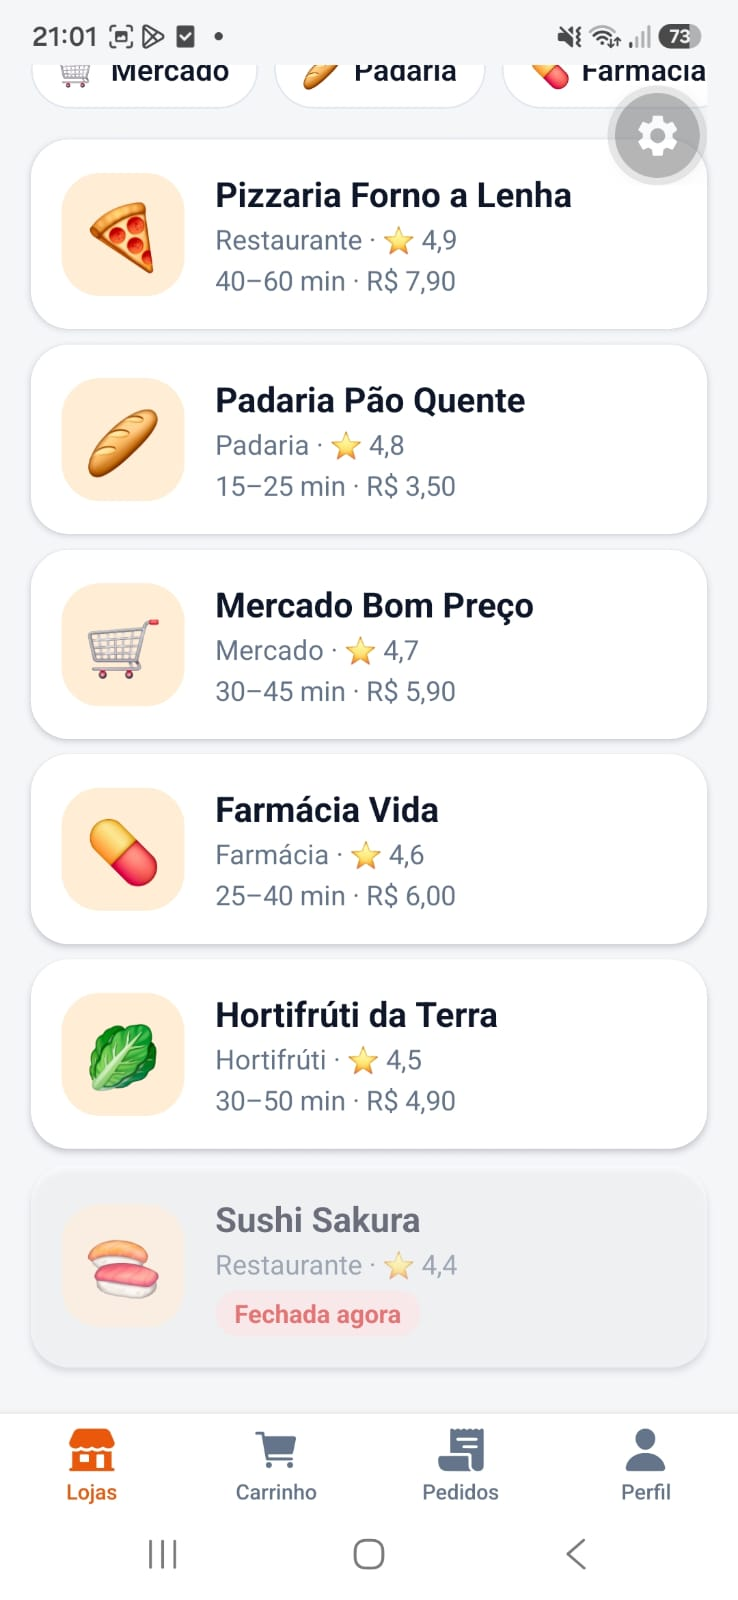 21:01
73
Mercado
Padaria
Farmácia
Pizzaria Forno a Lenha
Restaurante · ⭐ 4,9
40–60 min · R$ 7,90
Padaria Pão Quente
Padaria · ⭐ 4,8
15–25 min · R$ 3,50
Mercado Bom Preço
Mercado · ⭐ 4,7
30–45 min · R$ 5,90
Farmácia Vida
Farmácia · ⭐ 4,6
25–40 min · R$ 6,00
Hortifrúti da Terra
Hortifrúti · ⭐ 4,5
30–50 min · R$ 4,90
Sushi Sakura
Restaurante · ⭐ 4,4
Fechada agora
Lojas
Carrinho
Pedidos
Perfil